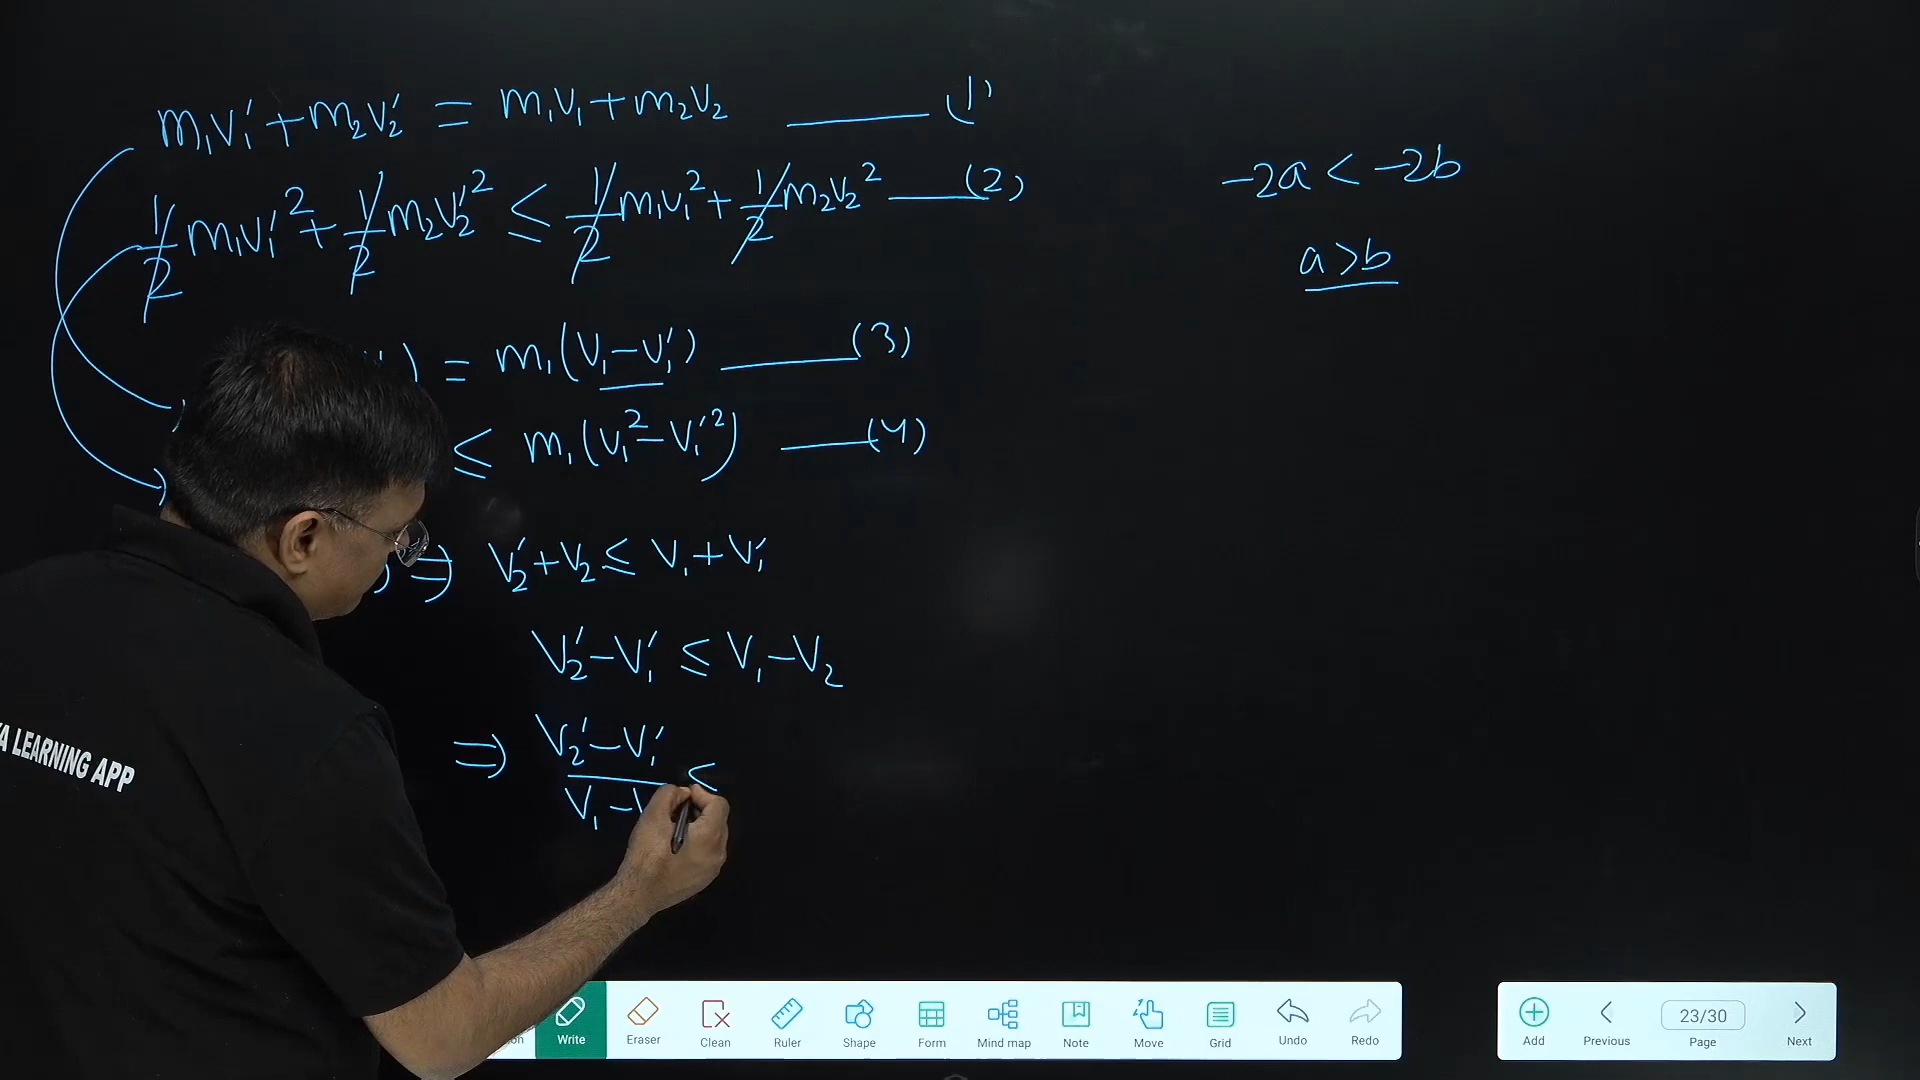 m₁v₁' + m₂v₂' = m₁v₁ + m₂v₂ ——— (1)
½m₁v₁'² + ½m₂v₂'² ≤ ½m₁v₁² + ½m₂v₂² ——— (2)
) = m₁(v₁ − v₁') ——— (3)
≤ m₁(v₁² − v₁'²) ——— (4)
) ⇒ v₂' + v₂ ≤ v₁ + v₁'
v₂' − v₁' ≤ v₁ − v₂
⇒ (v₂' − v₁')/(v₁ − v ≤
−2a < −2b
a > b
A LEARNING APP
Write Eraser Clean Ruler Shape Form Mind map Note Move Grid Undo Redo
Add Previous 23/30 Page Next